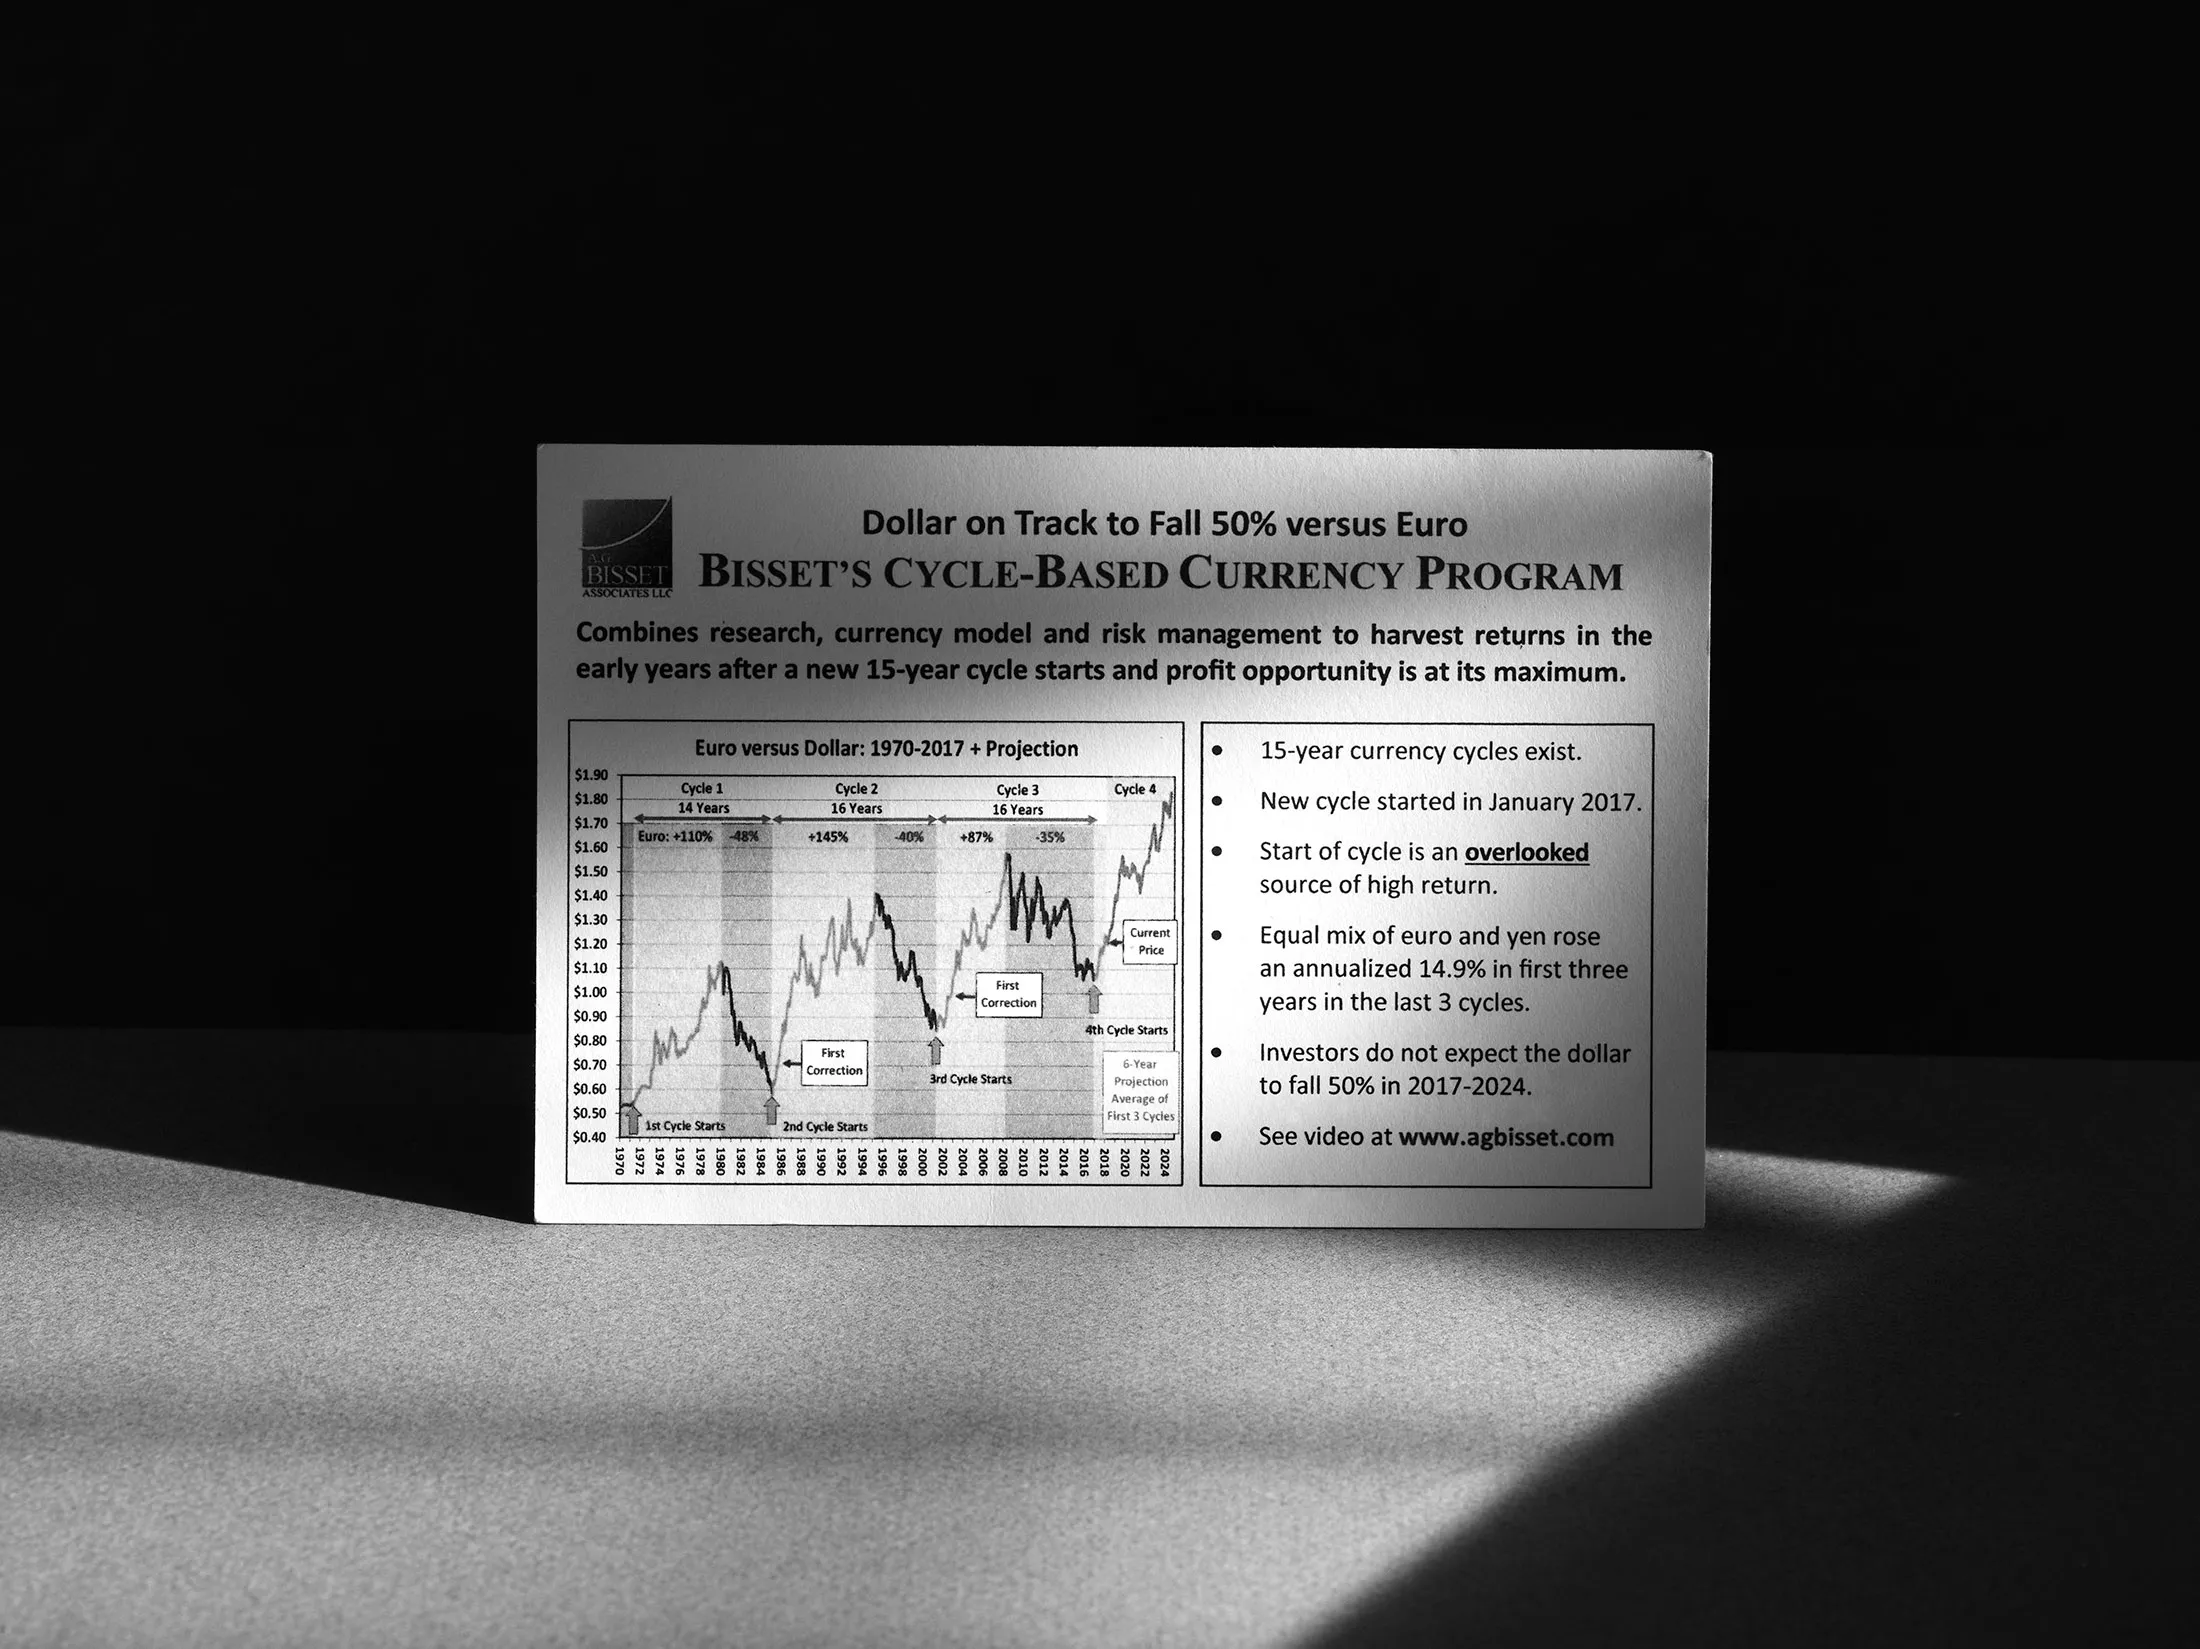 A.G.
BISSET
ASSOCIATES LLC
Dollar on Track to Fall 50% versus Euro
BISSET'S CYCLE-BASED CURRENCY PROGRAM
Combines research, currency model and risk management to harvest returns in the
early years after a new 15-year cycle starts and profit opportunity is at its maximum.
Euro versus Dollar: 1970-2017 + Projection
$1.90
$1.80
$1.70
$1.60
$1.50
$1.40
$1.30
$1.20
$1.10
$1.00
$0.90
$0.80
$0.70
$0.60
$0.50
$0.40
Cycle 1
14 Years
Euro: +110%
-48%
Cycle 2
16 Years
+145%
-40%
Cycle 3
16 Years
+87%
-35%
Cycle 4
Current
Price
First
Correction
First
Correction
1st Cycle Starts
2nd Cycle Starts
3rd Cycle Starts
4th Cycle Starts
6-Year
Projection
Average of
First 3 Cycles
1970
1972
1974
1976
1978
1980
1982
1984
1986
1988
1990
1992
1994
1996
1998
2000
2002
2004
2006
2008
2010
2012
2014
2016
2018
2020
2022
2024
• 15-year currency cycles exist.
• New cycle started in January 2017.
• Start of cycle is an overlooked
source of high return.
• Equal mix of euro and yen rose
an annualized 14.9% in first three
years in the last 3 cycles.
• Investors do not expect the dollar
to fall 50% in 2017-2024.
• See video at www.agbisset.com